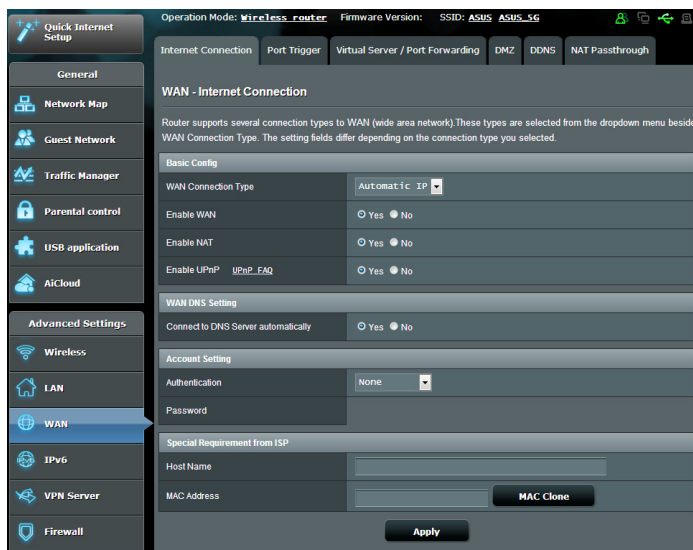 Quick Internet
Setup
General
Network Map
Guest Network
Traffic Manager
Parental control
USB application
AiCloud
Advanced Settings
Wireless
LAN
WAN
IPv6
VPN Server
Firewall
Operation Mode: Wireless router Firmware Version: SSID: ASUS ASUS_5G
Internet Connection Port Trigger Virtual Server / Port Forwarding DMZ DDNS NAT Passthrough
WAN - Internet Connection
Router supports several connection types to WAN (wide area network).These types are selected from the dropdown menu beside
WAN Connection Type. The setting fields differ depending on the connection type you selected.
Basic Config
WAN Connection Type Automatic IP
Enable WAN Yes No
Enable NAT Yes No
Enable UPnP UPnP FAQ Yes No
WAN DNS Setting
Connect to DNS Server automatically Yes No
Account Setting
Authentication None
Password
Special Requirement from ISP
Host Name
MAC Address MAC Clone
Apply